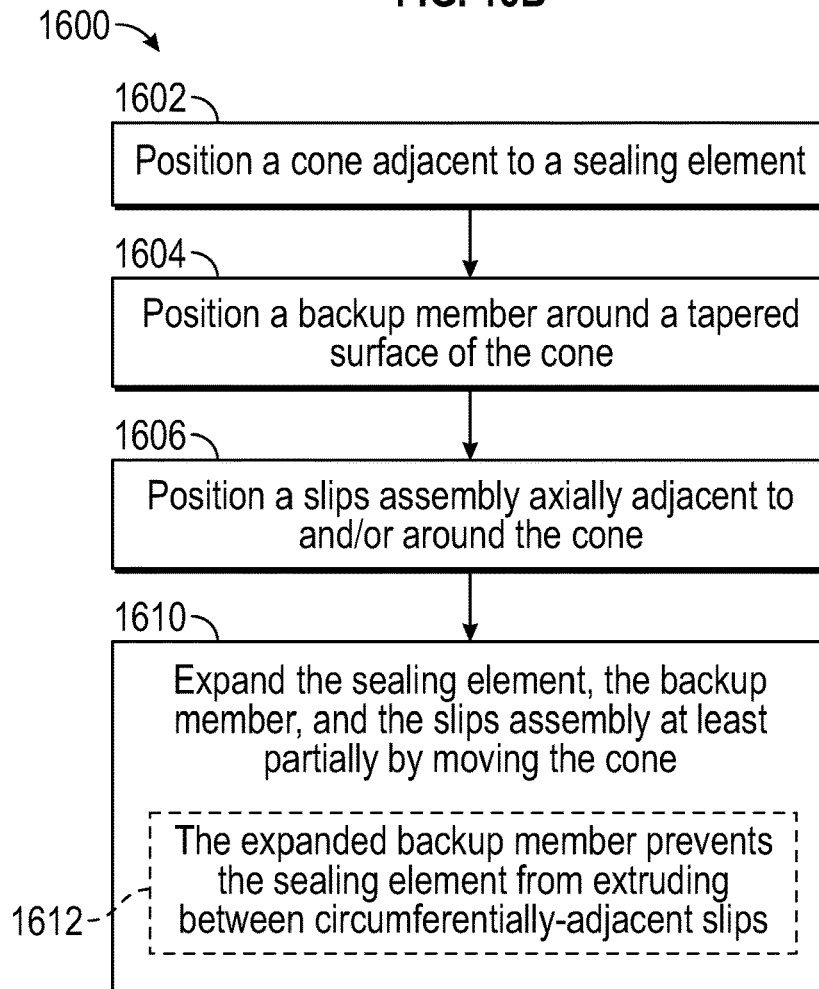 1600
1602
Position a cone adjacent to a sealing element
1604
Position a backup member around a tapered
surface of the cone
1606
Position a slips assembly axially adjacent to
and/or around the cone
1610
Expand the sealing element, the backup
member, and the slips assembly at least
partially by moving the cone
The expanded backup member prevents
the sealing element from extruding
between circumferentially-adjacent slips
1612